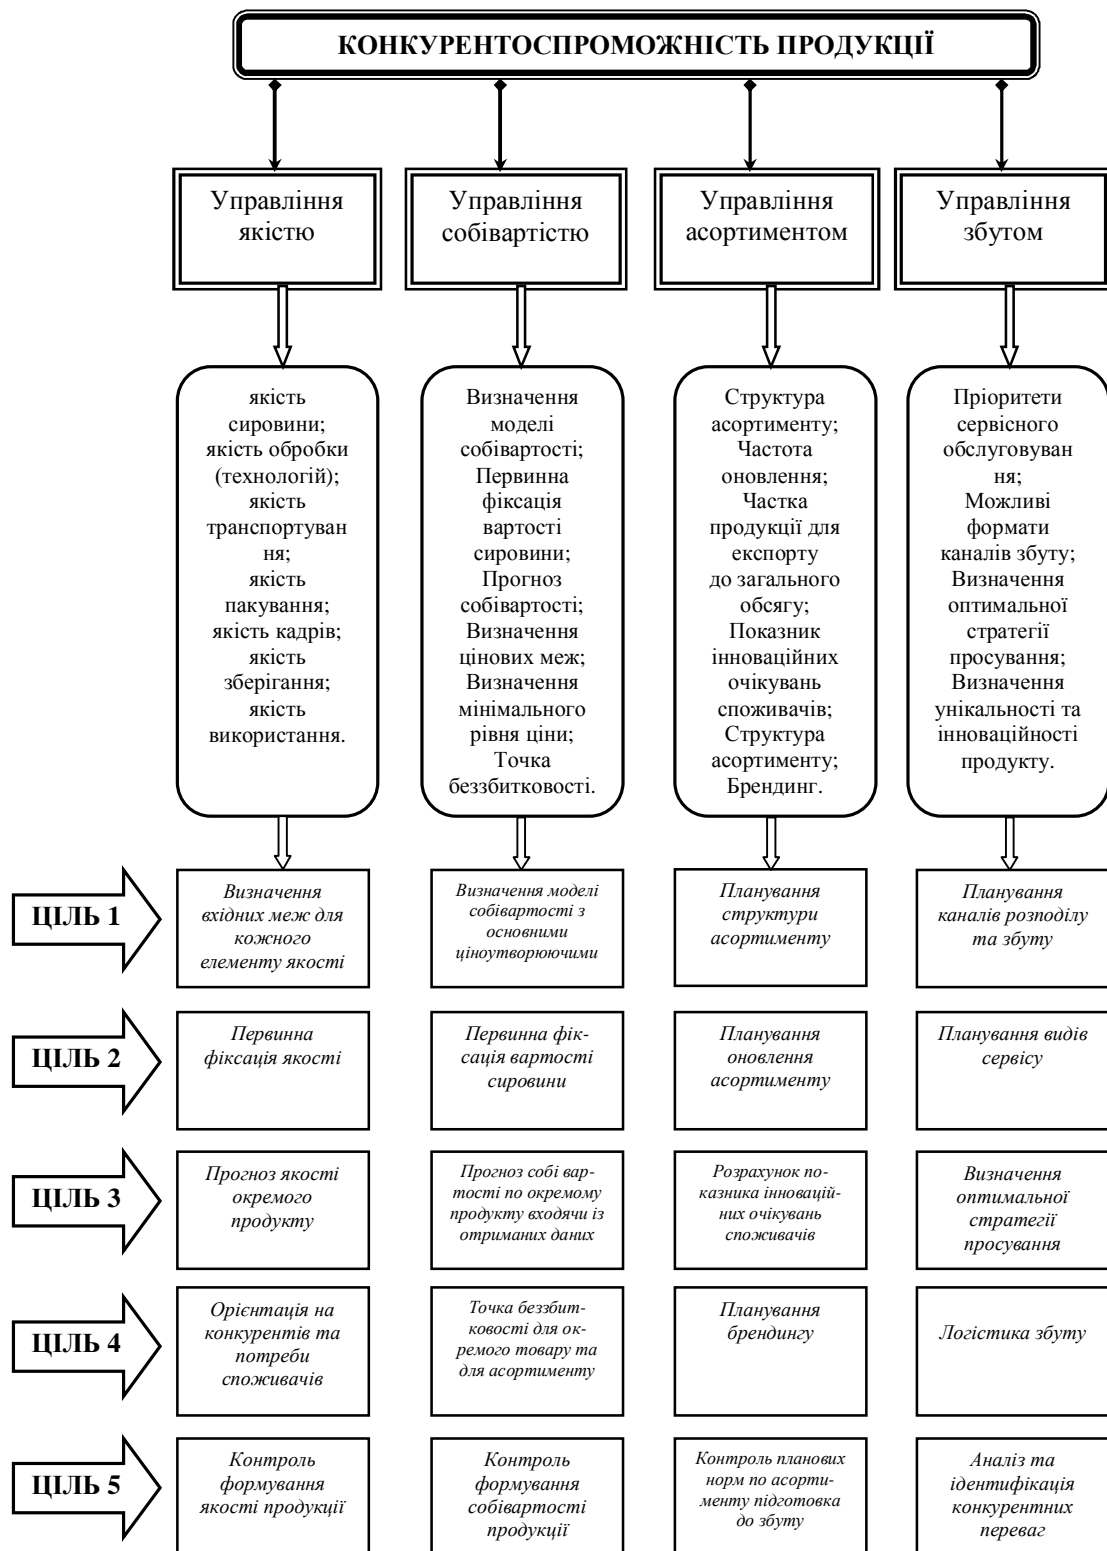 КОНКУРЕНТОСПРОМОЖНІСТЬ ПРОДУКЦІЇ
Управління
якістю
Управління
собівартістю
Управління
асортиментом
Управління
збутом
якість
сировини;
якість обробки
(технологій);
якість
транспортуван
ня;
якість
пакування;
якість кадрів;
якість
зберігання;
якість
використання.
Визначення
моделі
собівартості;
Первинна
фіксація
вартості
сировини;
Прогноз
собівартості;
Визначення
цінових меж;
Визначення
мінімального
рівня ціни;
Точка
беззбитковості.
Структура
асортименту;
Частота
оновлення;
Частка
продукції для
експорту
до загального
обсягу;
Показник
інноваційних
очікувань
споживачів;
Структура
асортименту;
Брендинг.
Пріоритети
сервісного
обслуговуван
ня;
Можливі
формати
каналів збуту;
Визначення
оптимальної
стратегії
просування;
Визначення
унікальності та
інноваційності
продукту.
ЦІЛЬ 1
Визначення
вхідних меж для
кожного
елементу якості
Визначення моделі
собівартості з
основними
ціноутворюючими
Планування
структури
асортименту
Планування
каналів розподілу
та збуту
ЦІЛЬ 2
Первинна
фіксація якості
Первинна фік-
сація вартості
сировини
Планування
оновлення
асортименту
Планування видів
сервісу
ЦІЛЬ 3
Прогноз якості
окремого
продукту
Прогноз собі вар-
тості по окремому
продукту входячи із
отриманих даних
Розрахунок по-
казника інновацій-
них очікувань
споживачів
Визначення
оптимальної
стратегії
просування
ЦІЛЬ 4
Орієнтація на
конкурентів та
потреби
споживачів
Точка беззбит-
ковості для ок-
ремого товару та
для асортименту
Планування
брендингу
Логістика збуту
ЦІЛЬ 5
Контроль
формування
якості продукції
Контроль
формування
собівартості
продукції
Контроль планових
норм по асорти-
менту підготовка
до збуту
Аналіз та
ідентифікація
конкурентних
переваг